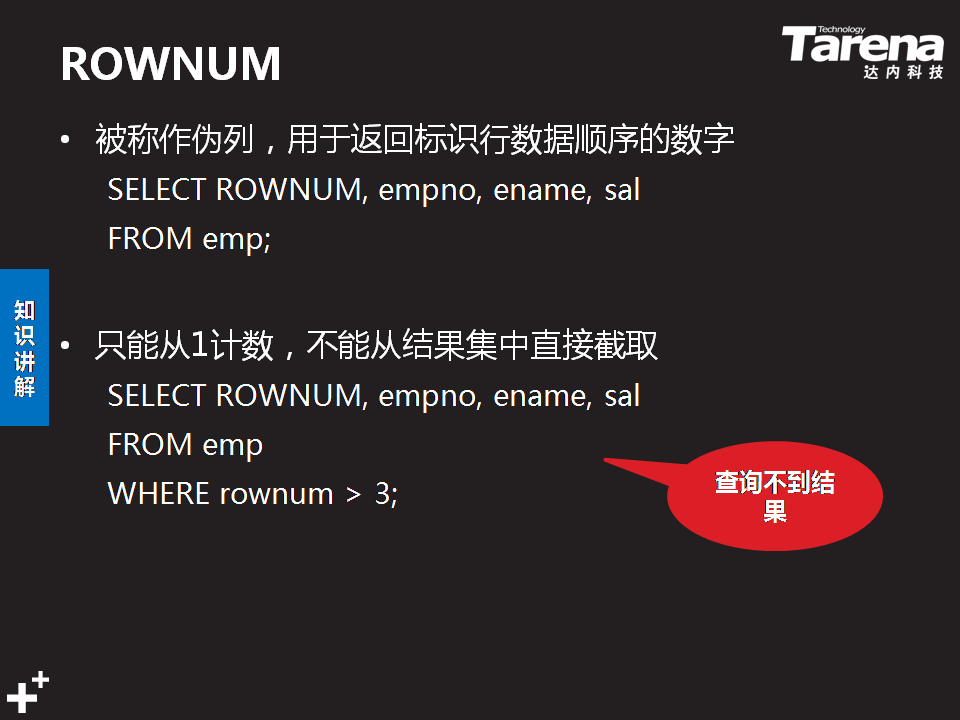 ROWNUM
Technology
Tarena
达内科技
• 被称作伪列，用于返回标识行数据顺序的数字
SELECT ROWNUM, empno, ename, sal
FROM emp;
知识讲解
• 只能从1计数，不能从结果集中直接截取
SELECT ROWNUM, empno, ename, sal
FROM emp
WHERE rownum > 3;
查询不到结
果